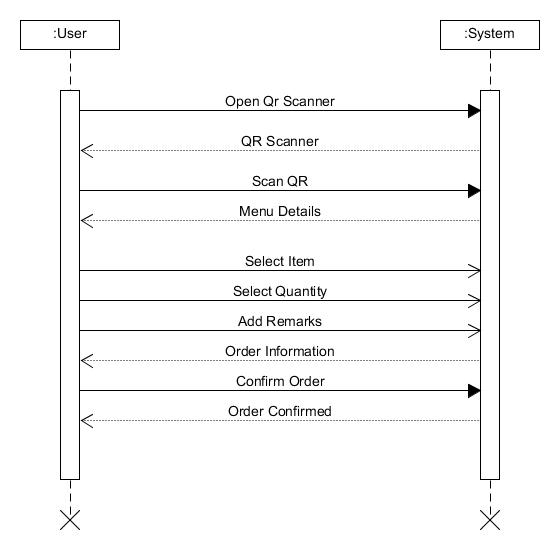 :User
:System
Open Qr Scanner
QR Scanner
Scan QR
Menu Details
Select Item
Select Quantity
Add Remarks
Order Information
Confirm Order
Order Confirmed